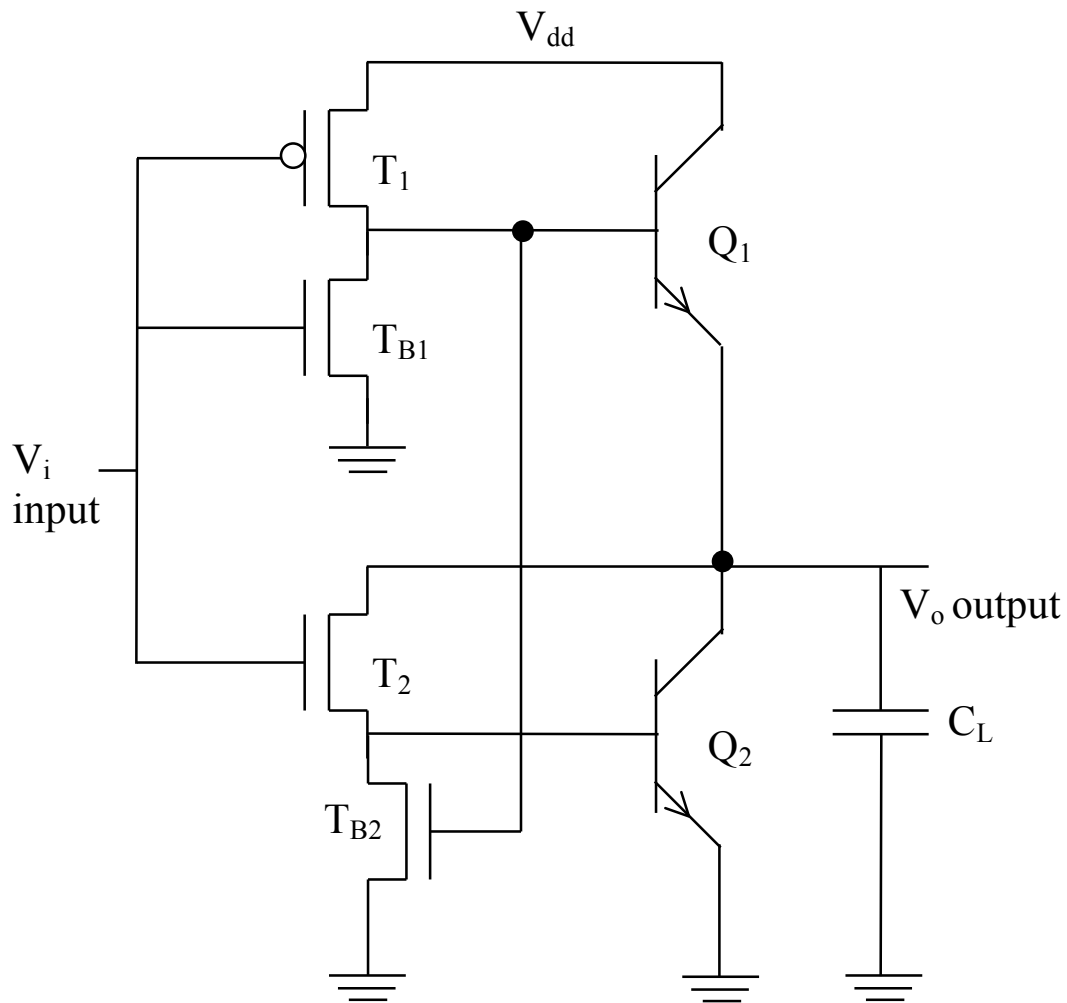 V_dd
T_1
Q_1
T_B1
V_i
input
V_o output
T_2
C_L
Q_2
T_B2